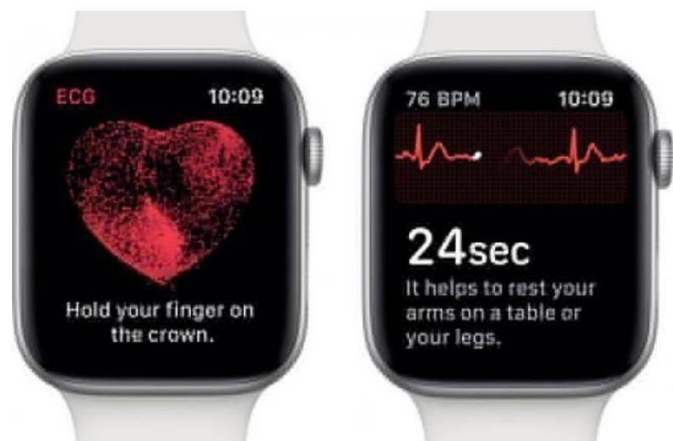 ECG 10:09
Hold your finger on
the crown.
76 BPM 10:09
24sec
It helps to rest your
arms on a table or
your legs.